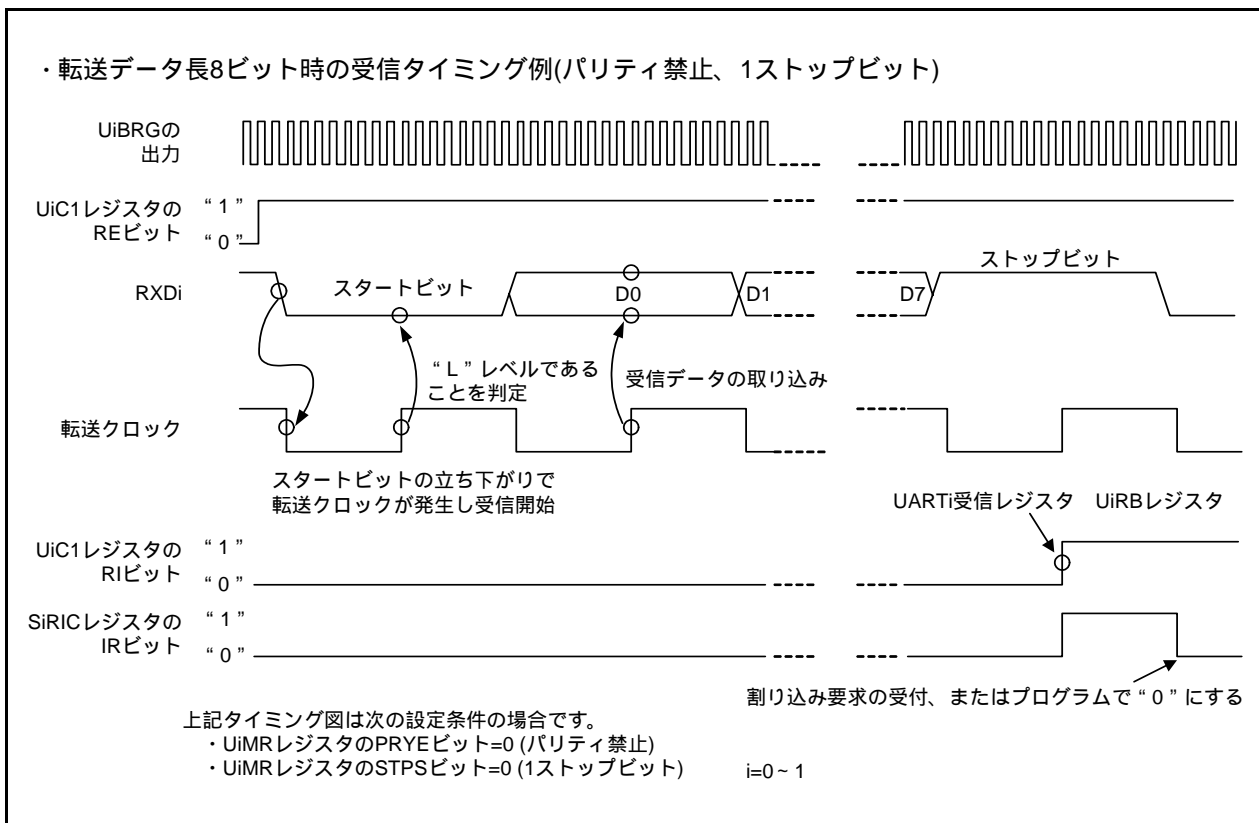 ・転送データ長8ビット時の受信タイミング例(パリティ禁止、1ストップビット)
UiBRGの
出力
UiC1レジスタの
REビット
“1”
“0”
RXDi
スタートビット
D0
D1
D7
ストップビット
“L”レベルである
ことを判定
受信データの取り込み
転送クロック
スタートビットの立ち下がりで
転送クロックが発生し受信開始
UARTi受信レジスタ UiRBレジスタ
UiC1レジスタの
RIビット
“1”
“0”
SiRICレジスタの
IRビット
“1”
“0”
割り込み要求の受付、またはプログラムで“0”にする
上記タイミング図は次の設定条件の場合です。
・UiMRレジスタのPRYEビット=0 (パリティ禁止)
・UiMRレジスタのSTPSビット=0 (1ストップビット) i=0~1